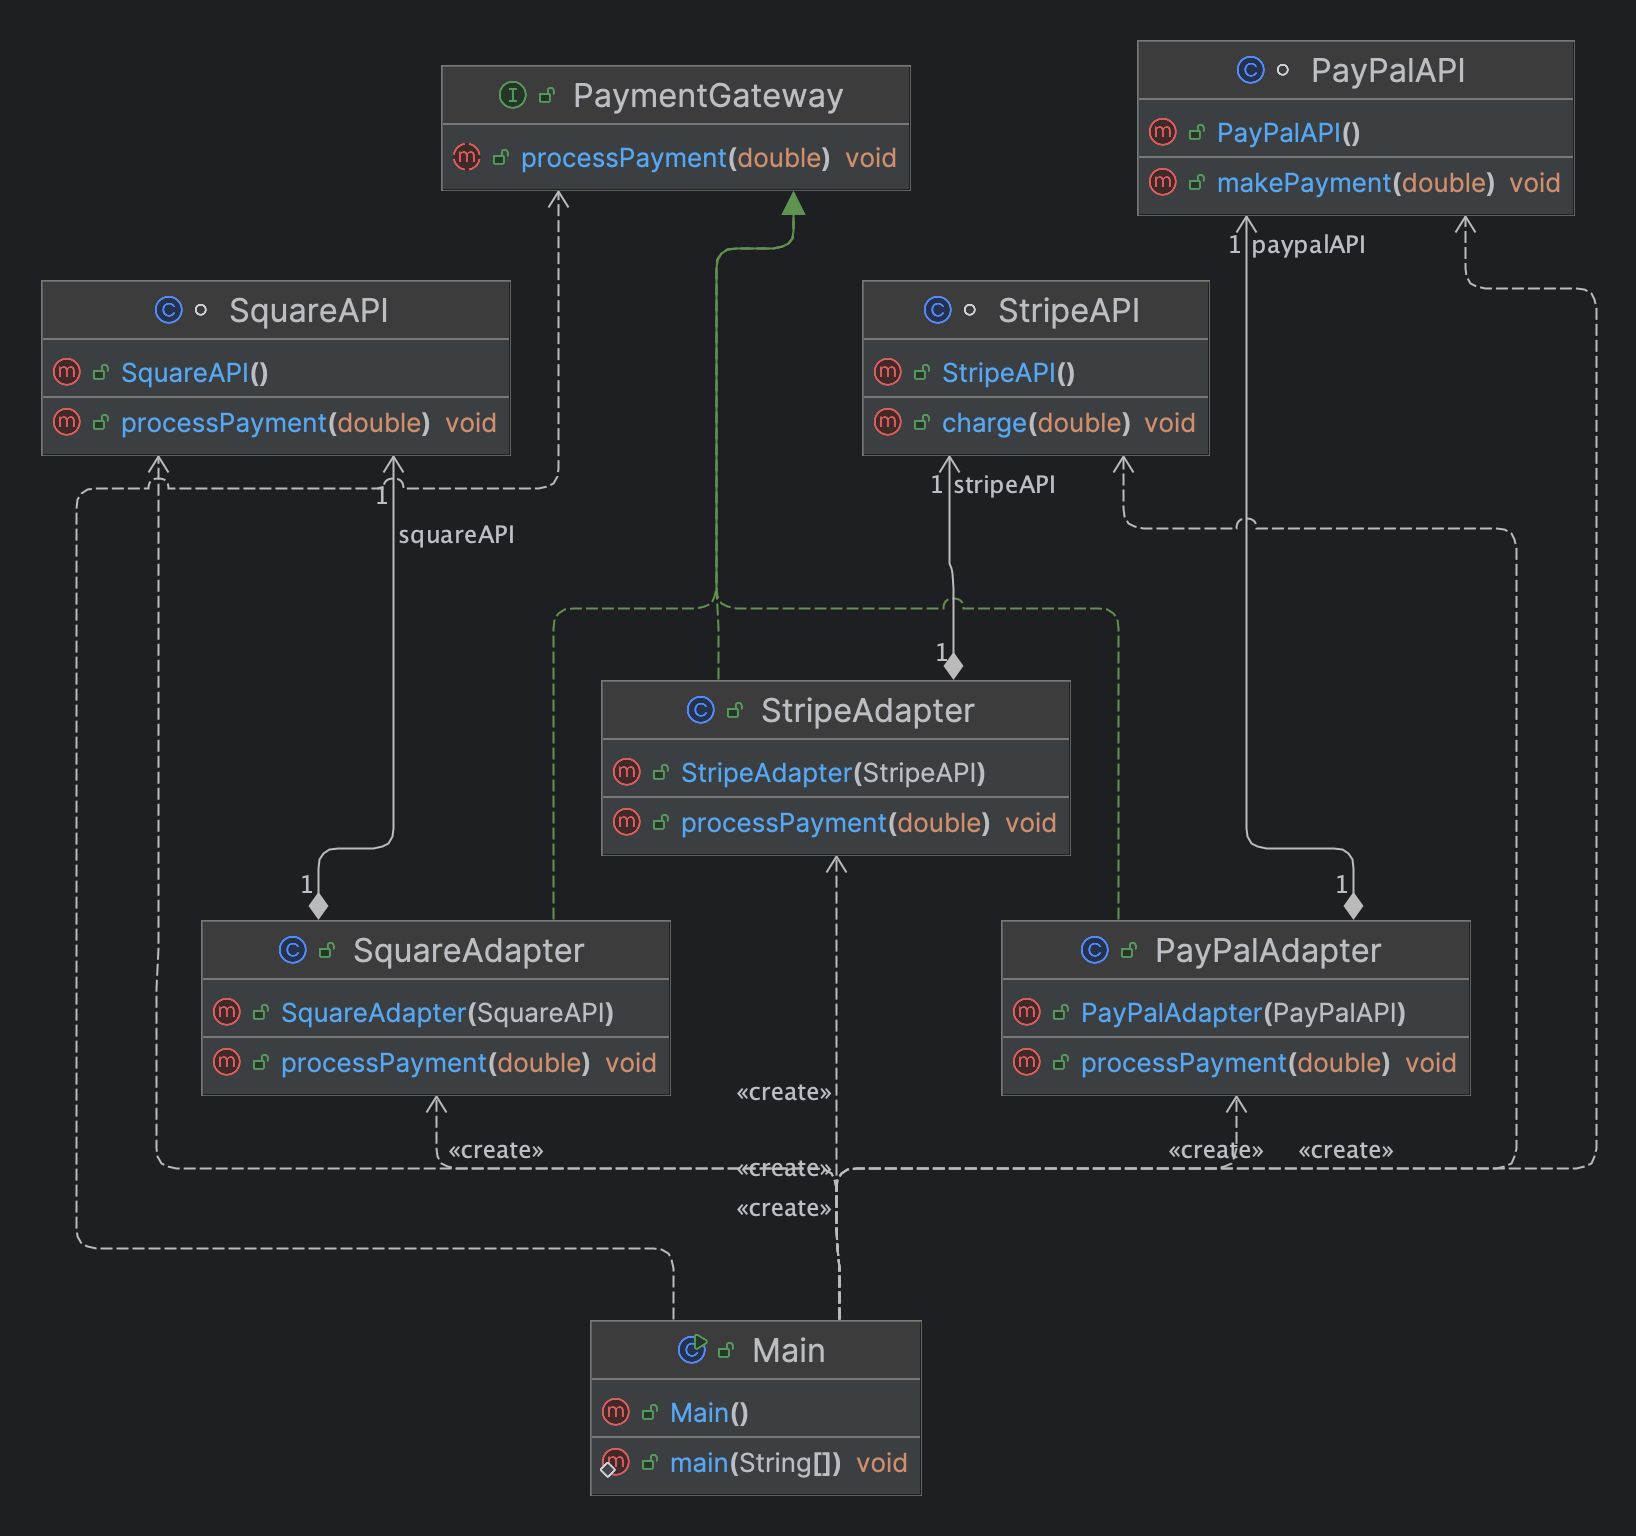 PaymentGateway
processPayment(double) void
PayPalAPI
PayPalAPI()
makePayment(double) void
1 paypalAPI
SquareAPI
SquareAPI()
processPayment(double) void
1
squareAPI
StripeAPI
StripeAPI()
charge(double) void
1 stripeAPI
1
StripeAdapter
StripeAdapter(StripeAPI)
processPayment(double) void
1
SquareAdapter
SquareAdapter(SquareAPI)
processPayment(double) void
1
PayPalAdapter
PayPalAdapter(PayPalAPI)
processPayment(double) void
«create»
«create»
«create»
«create»
«create»
«create»
Main
Main()
main(String[]) void